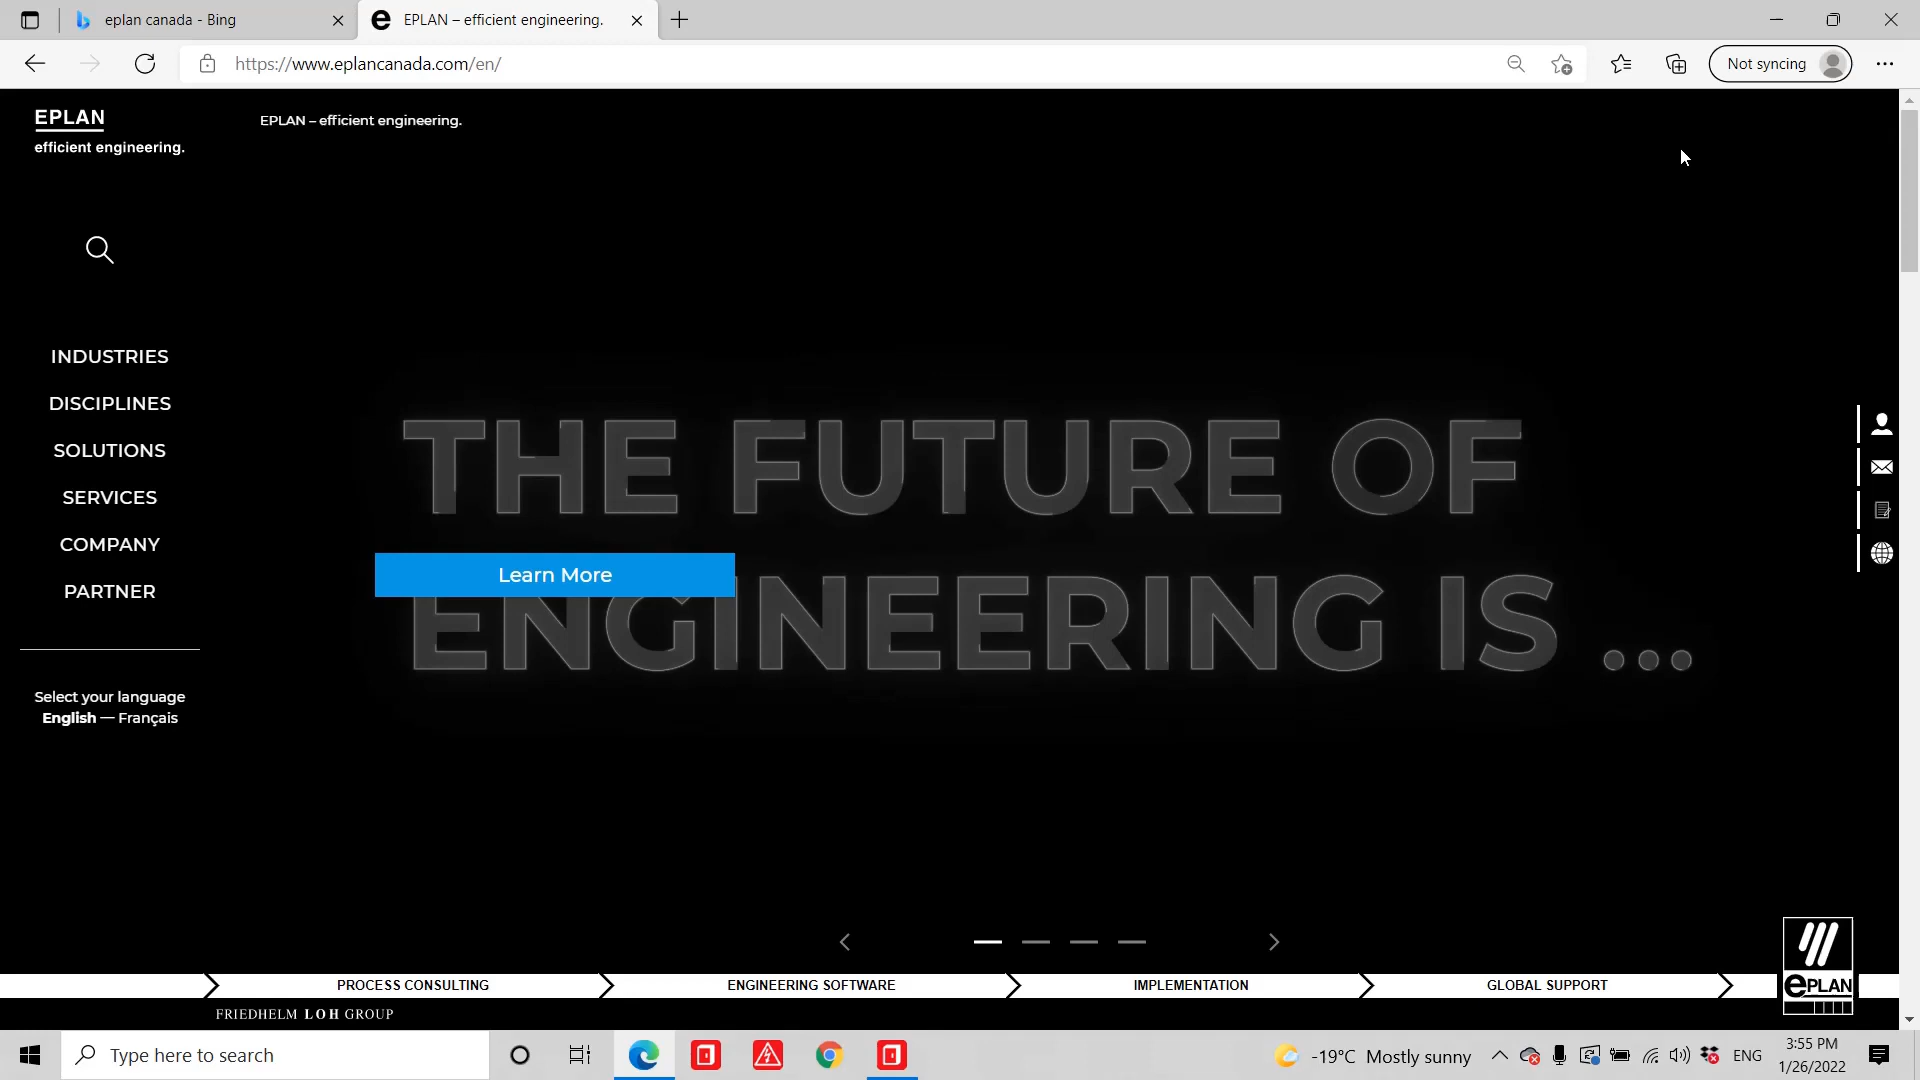 eplan canada - Bing
EPLAN – efficient engineering.
https://www.eplancanada.com/en/
Not syncing
EPLAN
efficient engineering.
EPLAN – efficient engineering.
INDUSTRIES
DISCIPLINES
SOLUTIONS
SERVICES
COMPANY
PARTNER
Select your language
English — Français
THE FUTURE OF
Learn More
ENGINEERING IS ...
PROCESS CONSULTING
ENGINEERING SOFTWARE
IMPLEMENTATION
GLOBAL SUPPORT
ePLAN
FRIEDHELM LOH GROUP
Type here to search
-19°C Mostly sunny
ENG
3:55 PM
1/26/2022